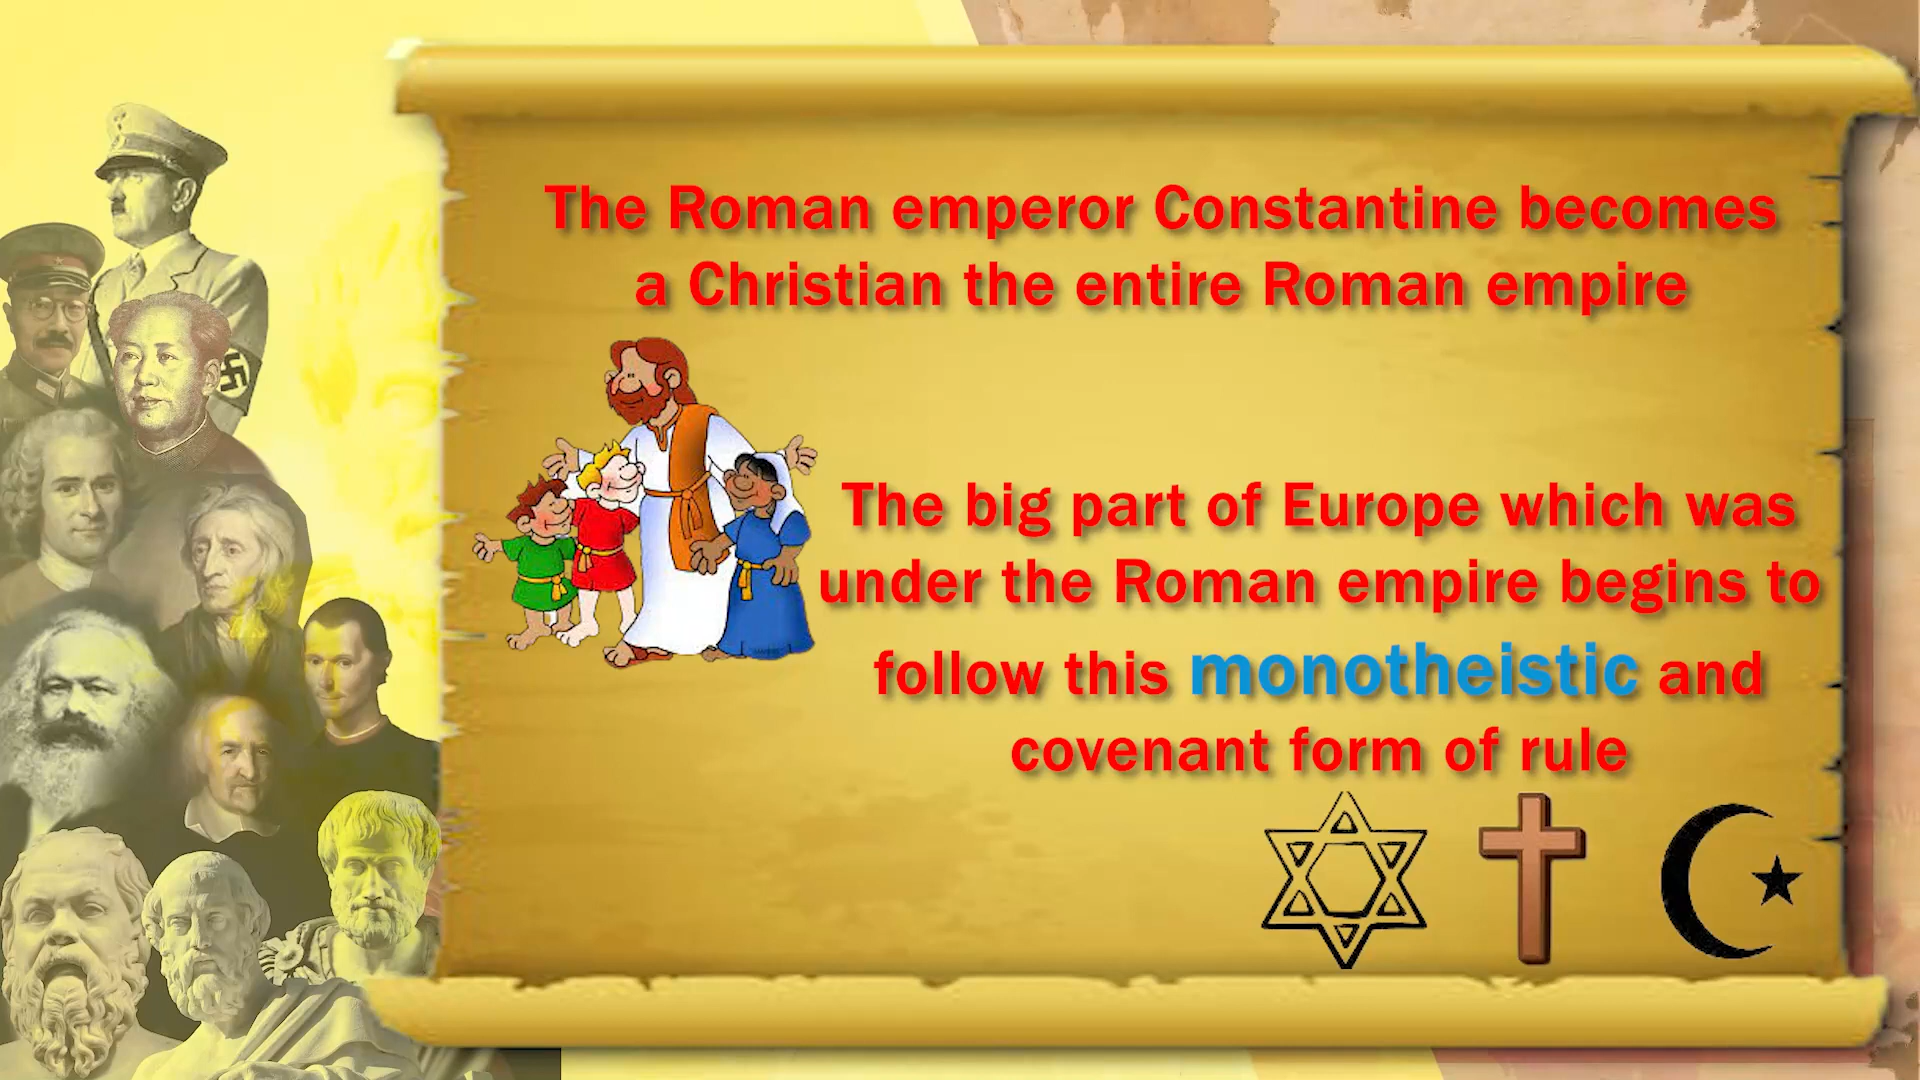 The Roman emperor Constantine becomes
a Christian the entire Roman empire
The big part of Europe which was
under the Roman empire begins to
follow this monotheistic and
covenant form of rule